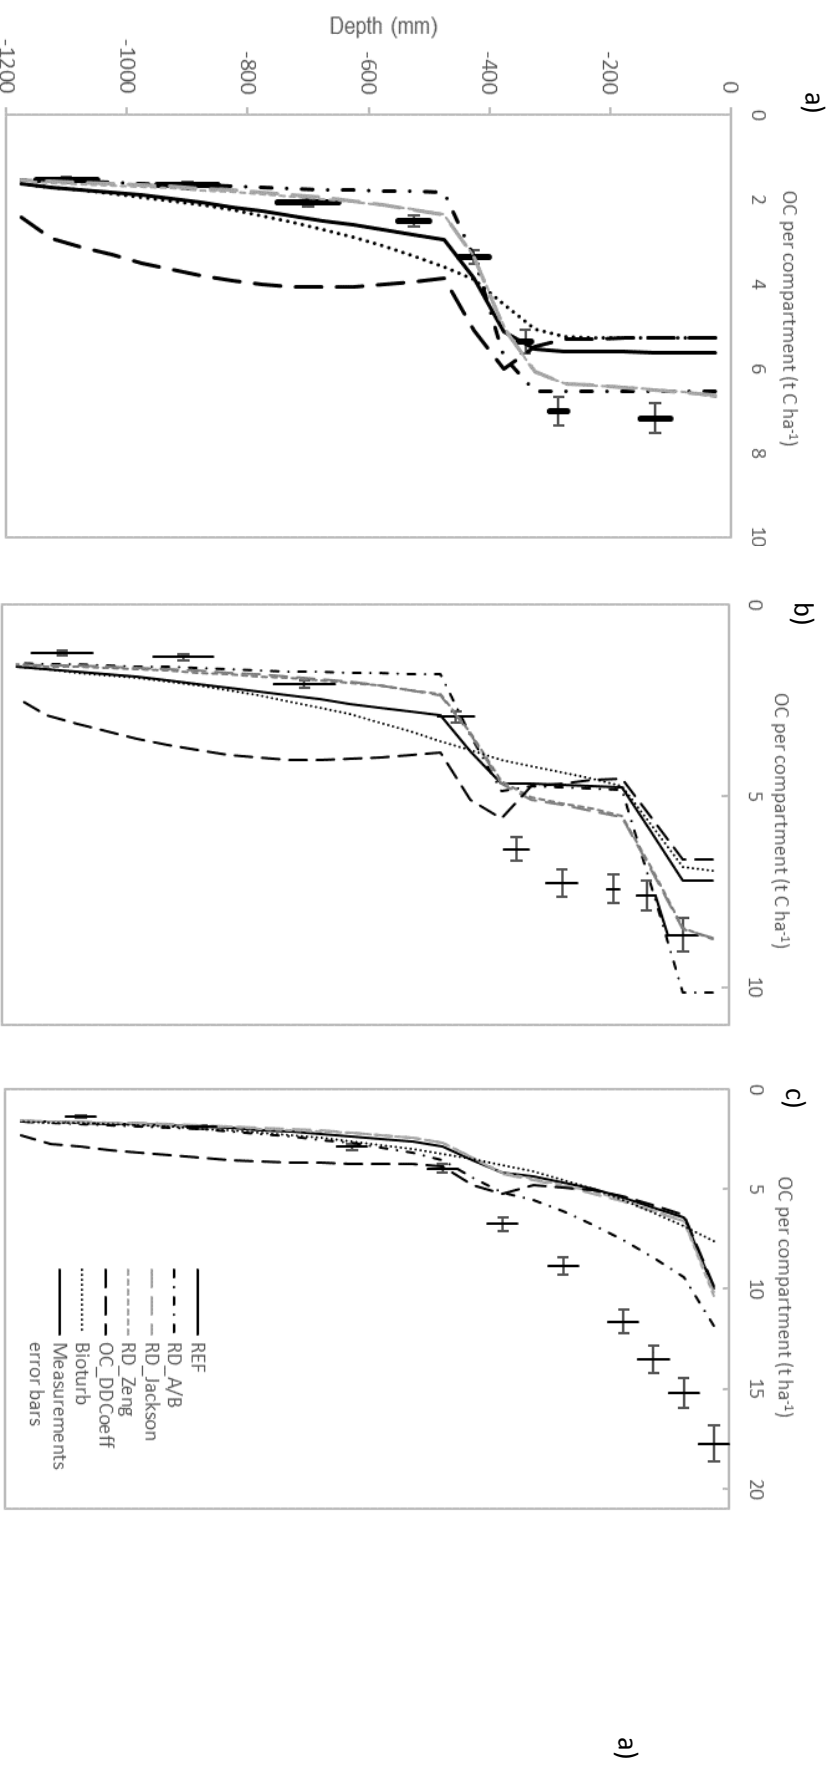 a)
OC per compartment (t C ha-1)
0
2
4
6
8
10
0
-200
-400
-600
-800
-1000
-1200
Depth (mm)
b)
OC per compartment (t C ha-1)
0
5
10
c)
OC per compartment (t ha-1)
0
5
10
15
20
REF
RD_A/B
RD_Jackson
RD_Zeng
OC_DDCoeff
Bioturb
Measurements
error bars
a)